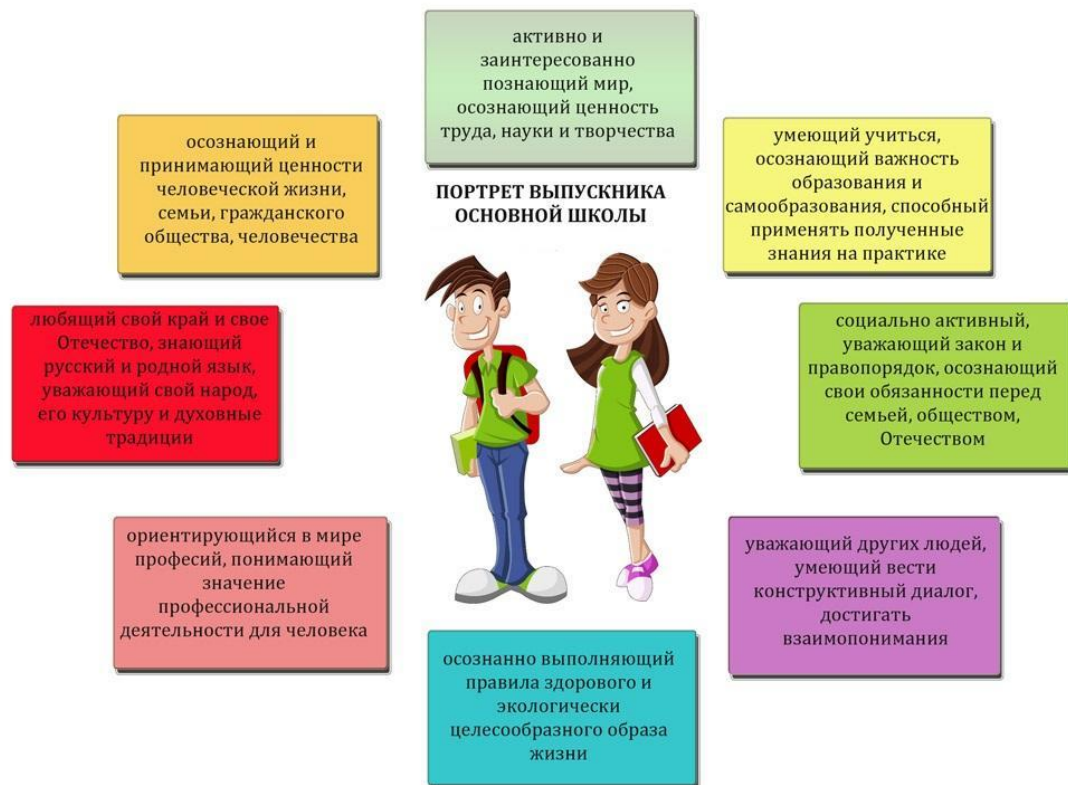 активно и
заинтересованно
познающий мир,
осознающий ценность
труда, науки и творчества
осознающий и
принимающий ценности
человеческой жизни,
семьи, гражданского
общества, человечества
умеющий учиться,
осознающий важность
образования и
самообразования, способный
применять полученные
знания на практике
ПОРТРЕТ ВЫПУСКНИКА
ОСНОВНОЙ ШКОЛЫ
любящий свой край и свое
Отечество, знающий
русский и родной язык,
уважающий свой народ,
его культуру и духовные
традиции
социально активный,
уважающий закон и
правопорядок, осознающий
свои обязанности перед
семьей, обществом,
Отечеством
ориентирующийся в мире
професий, понимающий
значение
профессиональной
деятельности для человека
уважающий других людей,
умеющий вести
конструктивный диалог,
достигать
взаимопонимания
осознанно выполняющий
правила здорового и
экологически
целесообразного образа
жизни